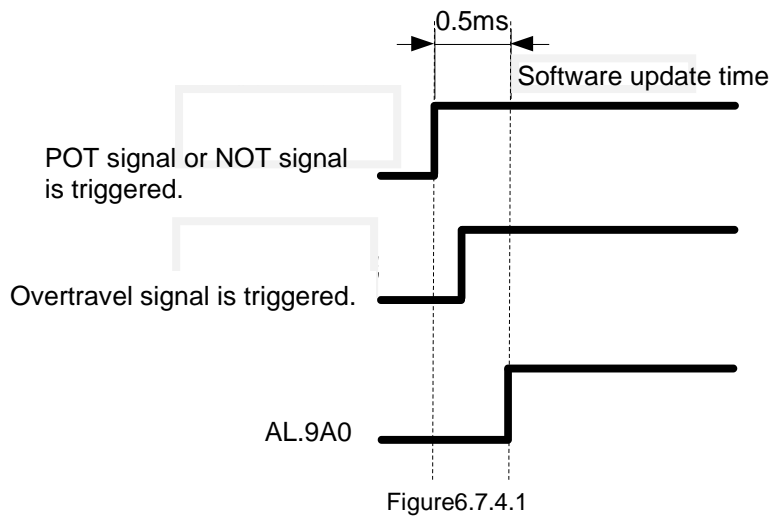 0.5ms
Software update time
POT signal or NOT signal
is triggered.
Overtravel signal is triggered.
AL.9A0
Figure6.7.4.1